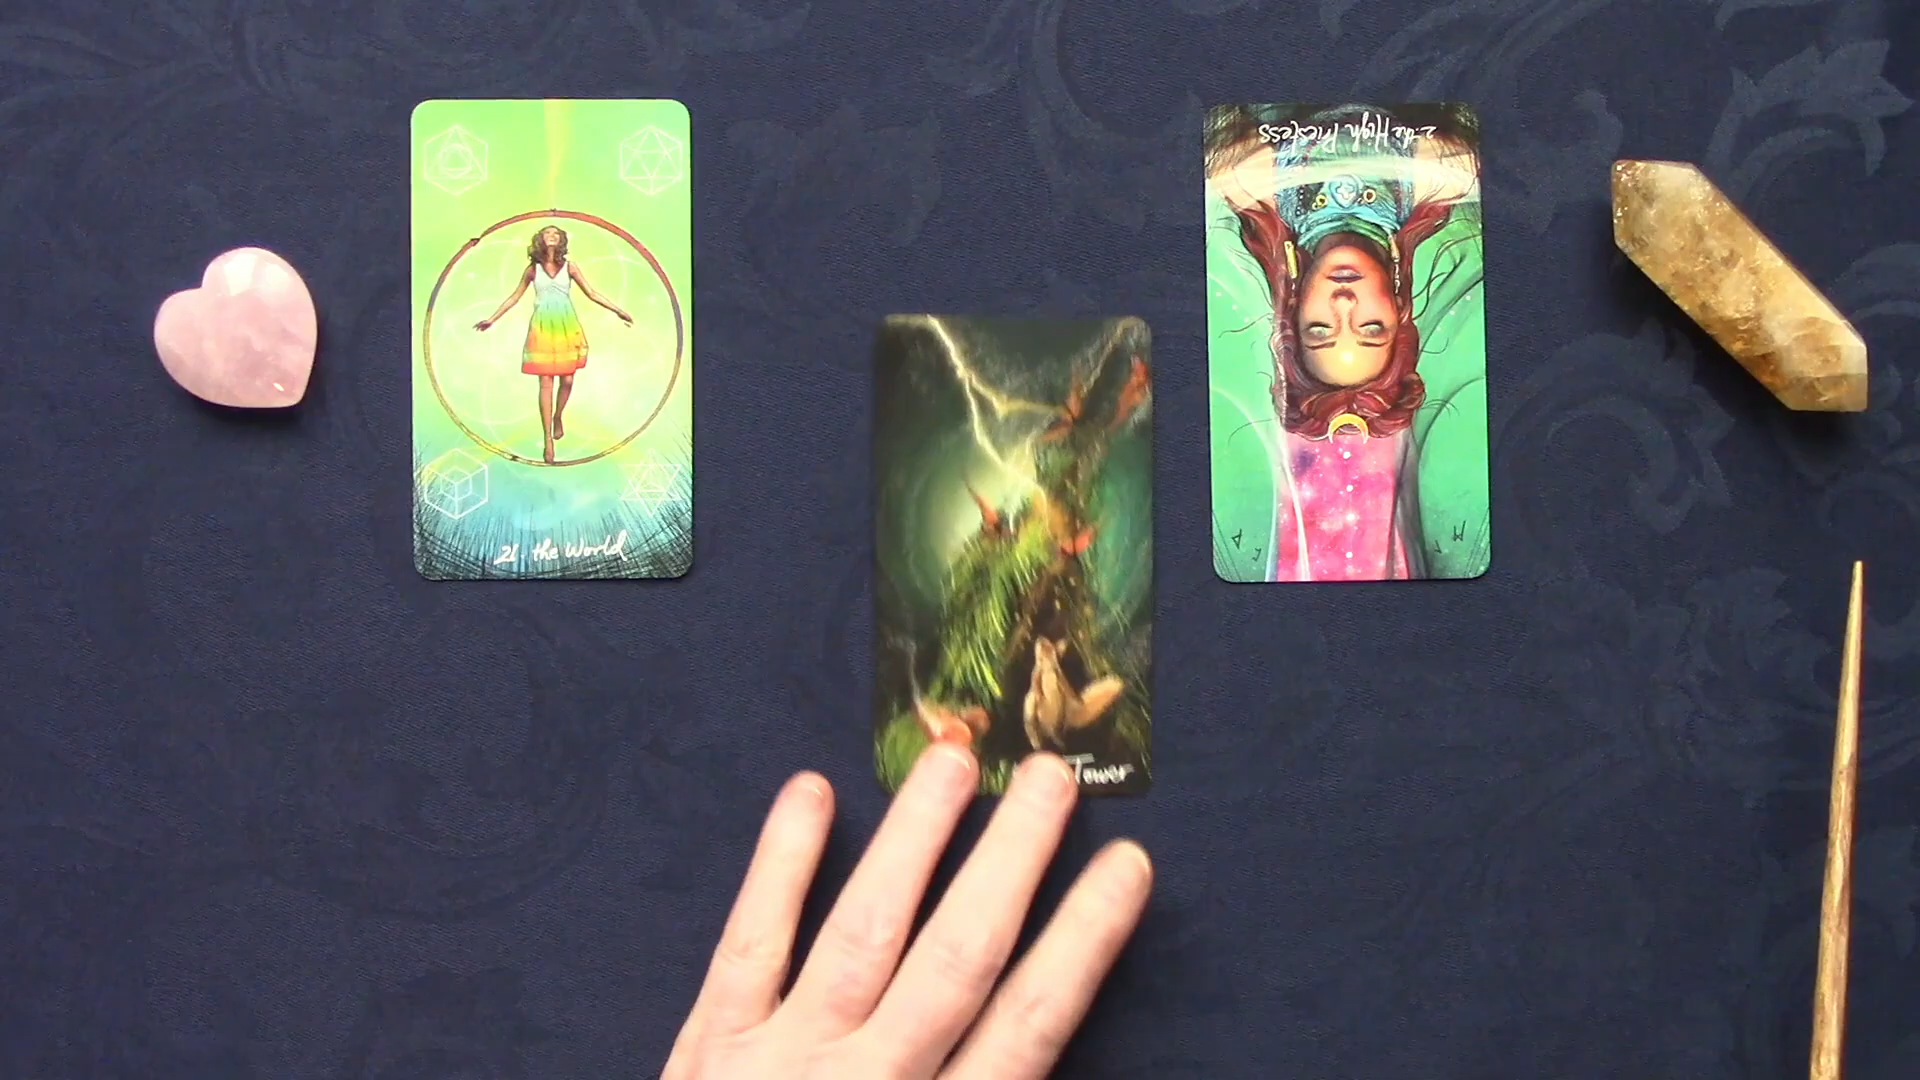 21. the World
2. the High Priestess
Tower